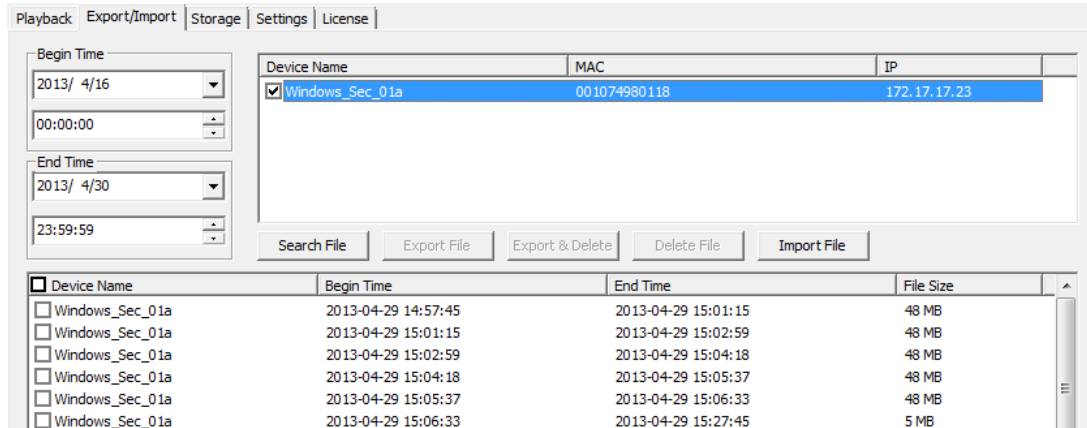 Playback Export/Import Storage Settings License
Begin Time
2013/ 4/16
00:00:00
End Time
2013/ 4/30
23:59:59
Device Name MAC IP
Windows_Sec_01a 001074980118 172.17.17.23
Search File Export File Export & Delete Delete File Import File
Device Name Begin Time End Time File Size
Windows_Sec_01a 2013-04-29 14:57:45 2013-04-29 15:01:15 48 MB
Windows_Sec_01a 2013-04-29 15:01:15 2013-04-29 15:02:59 48 MB
Windows_Sec_01a 2013-04-29 15:02:59 2013-04-29 15:04:18 48 MB
Windows_Sec_01a 2013-04-29 15:04:18 2013-04-29 15:05:37 48 MB
Windows_Sec_01a 2013-04-29 15:05:37 2013-04-29 15:06:33 48 MB
Windows_Sec_01a 2013-04-29 15:06:33 2013-04-29 15:27:45 5 MB